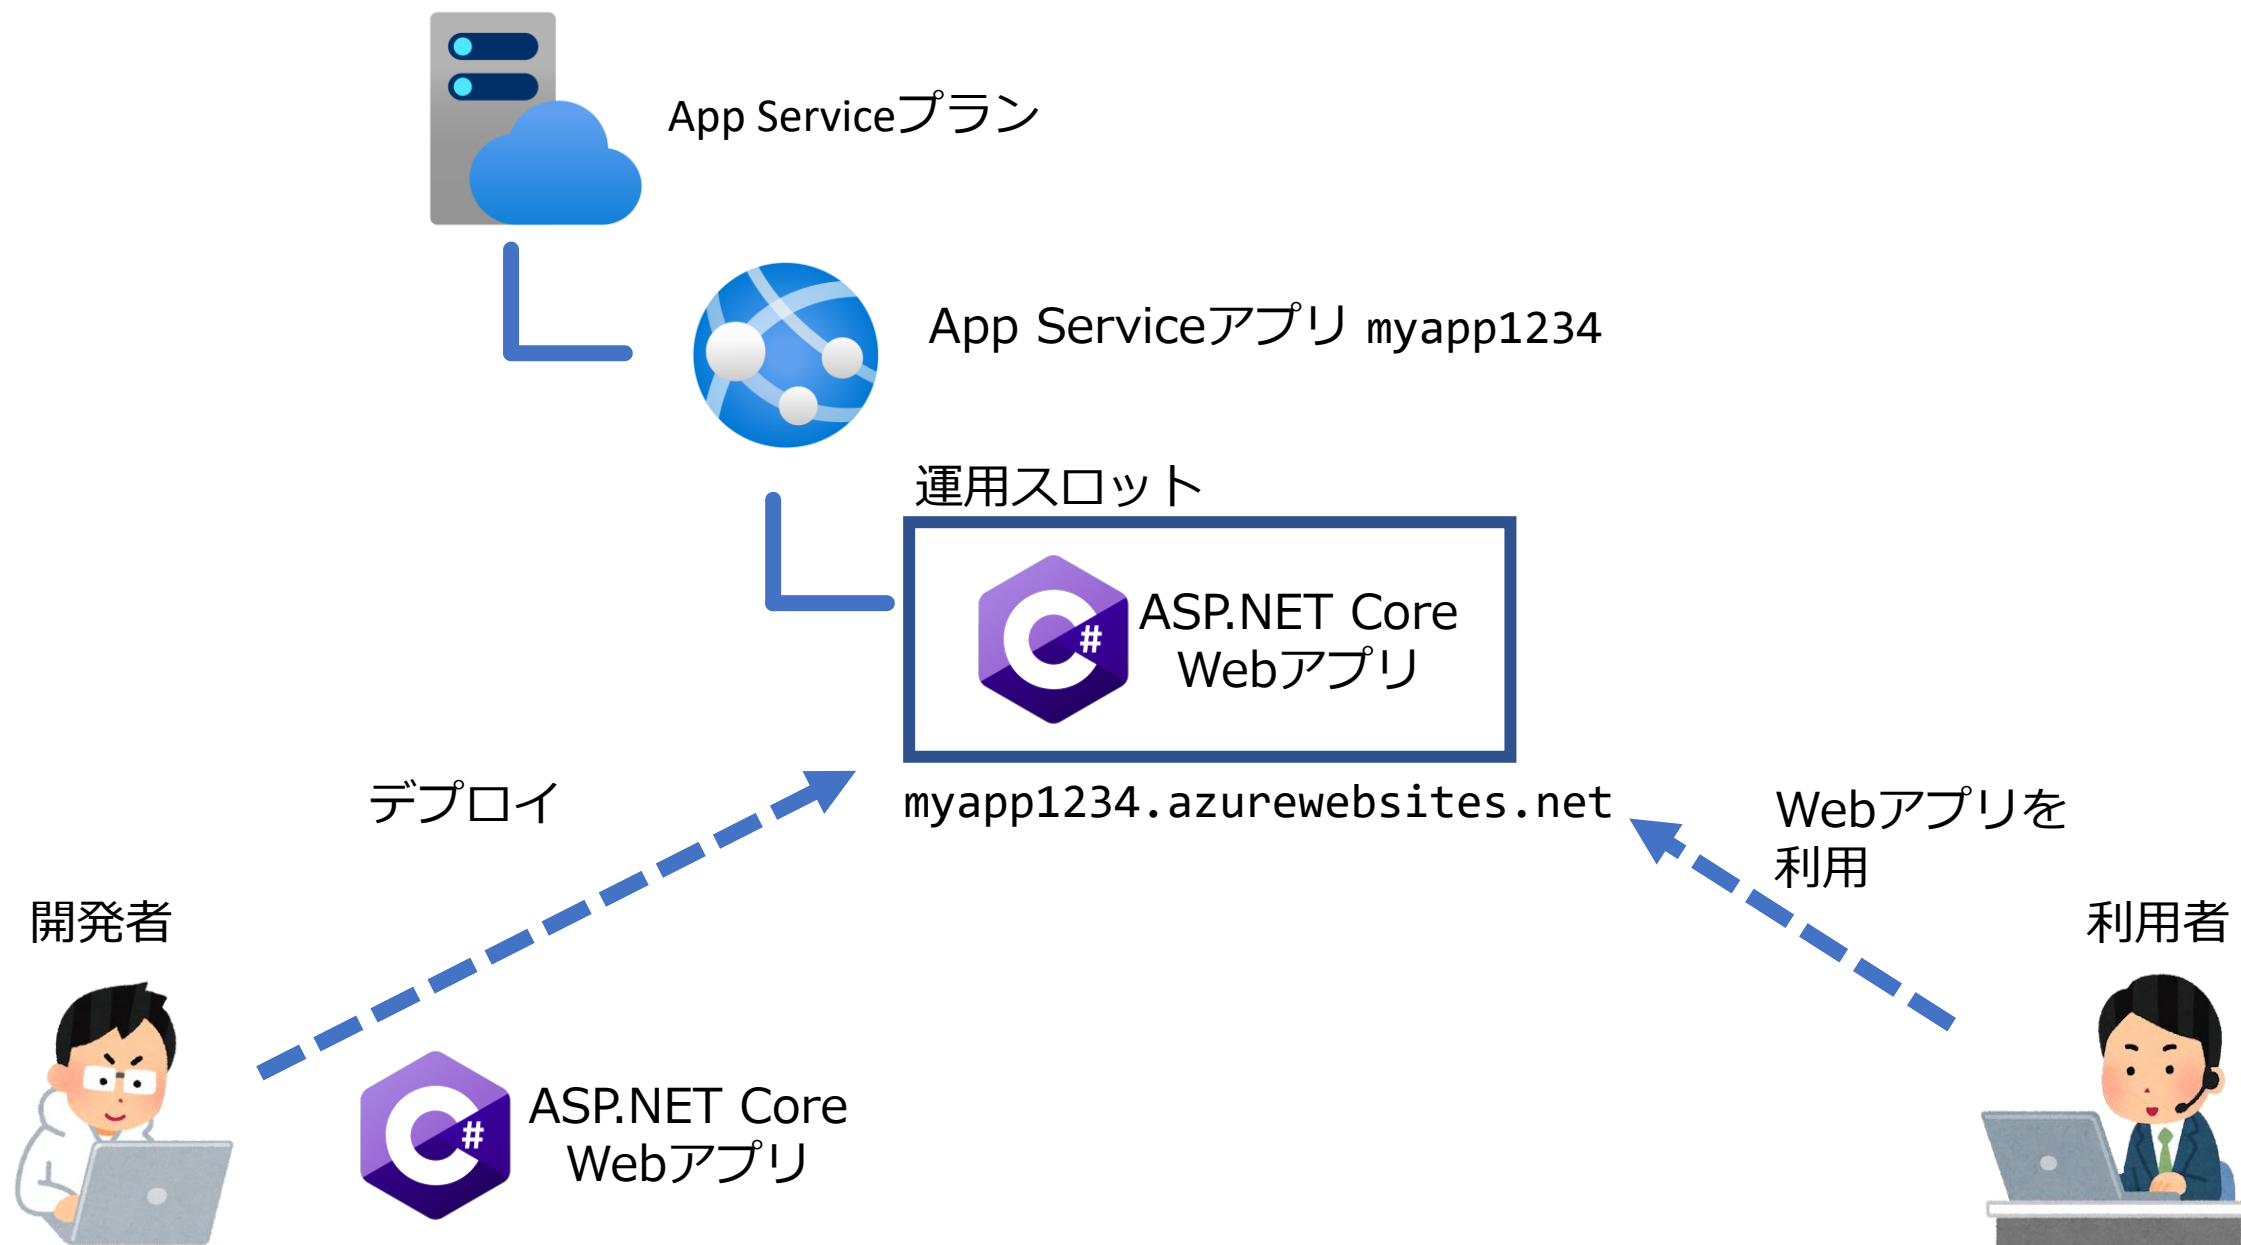 App Serviceプラン
App Serviceアプリ myapp1234
運用スロット
ASP.NET Core
Webアプリ
myapp1234.azurewebsites.net
デプロイ
Webアプリを
利用
開発者
利用者
ASP.NET Core
Webアプリ